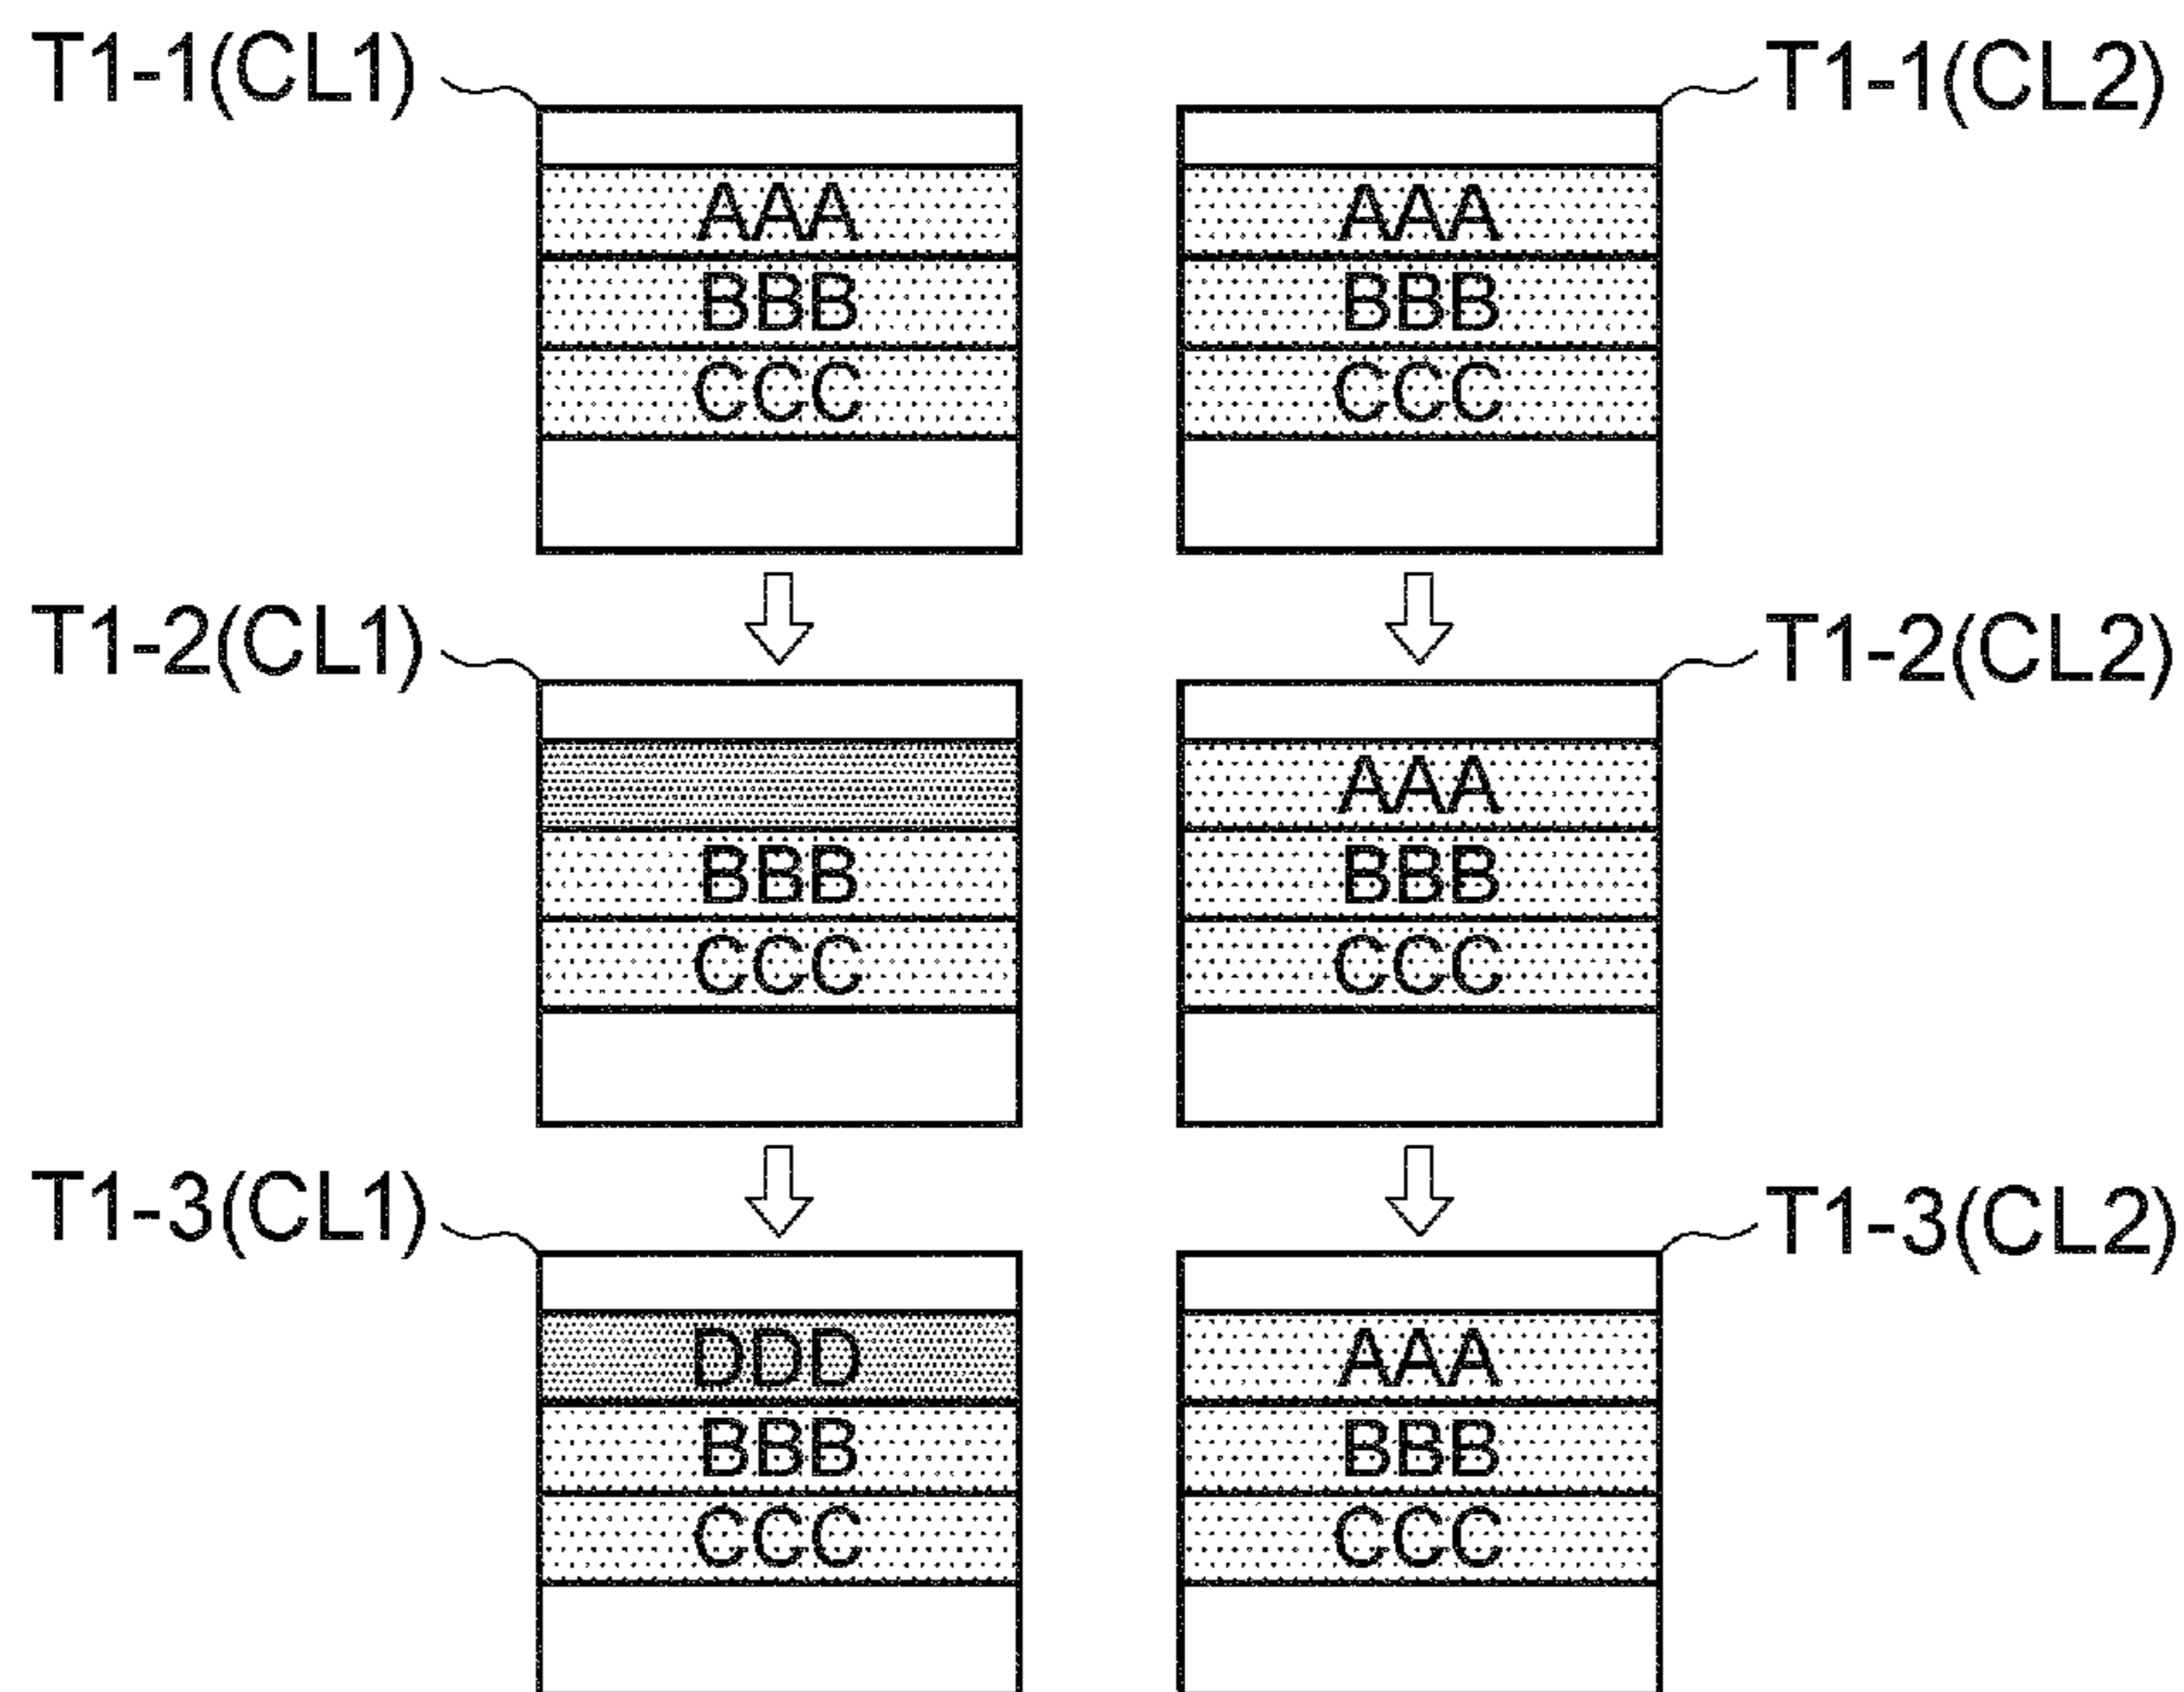 T1-1(CL1) T1-1(CL2)
AAA AAA
BBB BBB
CCC CCC
T1-2(CL1) T1-2(CL2)
AAA
BBB BBB
CCC CCC
T1-3(CL1) T1-3(CL2)
DDD AAA
BBB BBB
CCC CCC